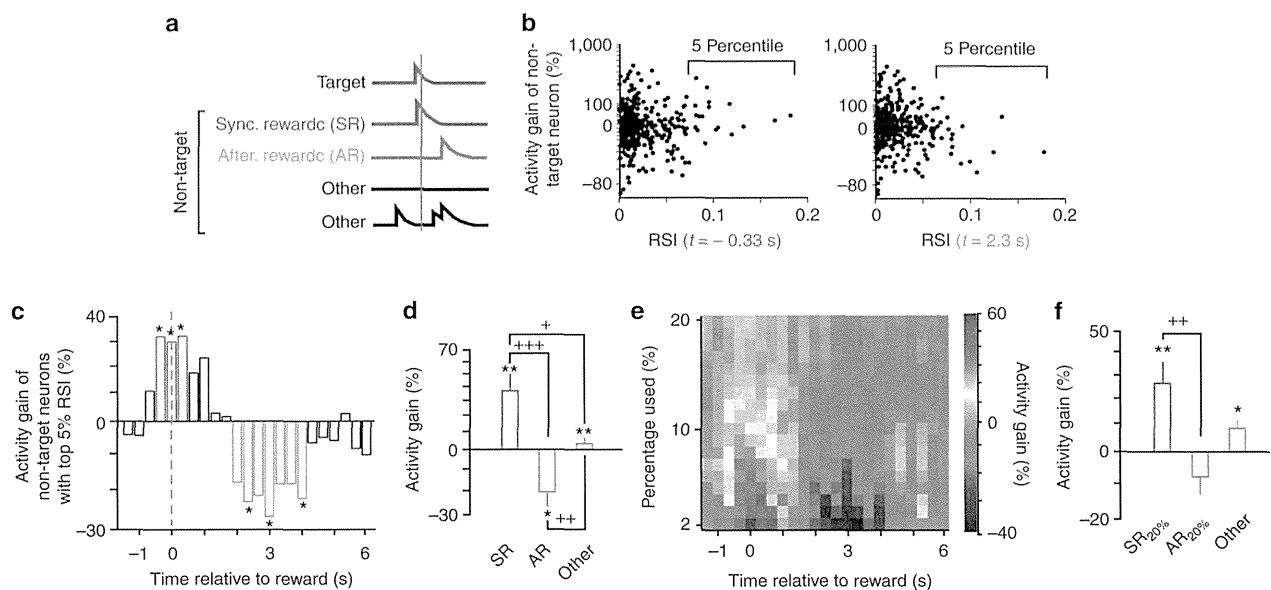 a
Target
Sync. rewardc (SR)
After. rewardc (AR)
Other
Other
Non-target
b
Activity gain of non-
target neuron (%)
1,000
100
0
−80
5 Percentile
0
0.1
0.2
RSI (t = − 0.33 s)
1,000
100
0
−80
5 Percentile
0
0.1
0.2
RSI (t = 2.3 s)
c
Activity gain of
non-target neurons
with top 5% RSI (%)
40
0
−30
* * *
* * *
−1
0
3
6
Time relative to reward (s)
d
Activity gain (%)
70
0
−30
+
+++
**
**
*
++
SR
AR
Other
e
Percentage used (%)
20
10
2
−1
0
3
6
Time relative to reward (s)
60
0
−40
Activity gain (%)
f
Activity gain (%)
50
0
−20
++
**
*
SR20%
AR20%
Other